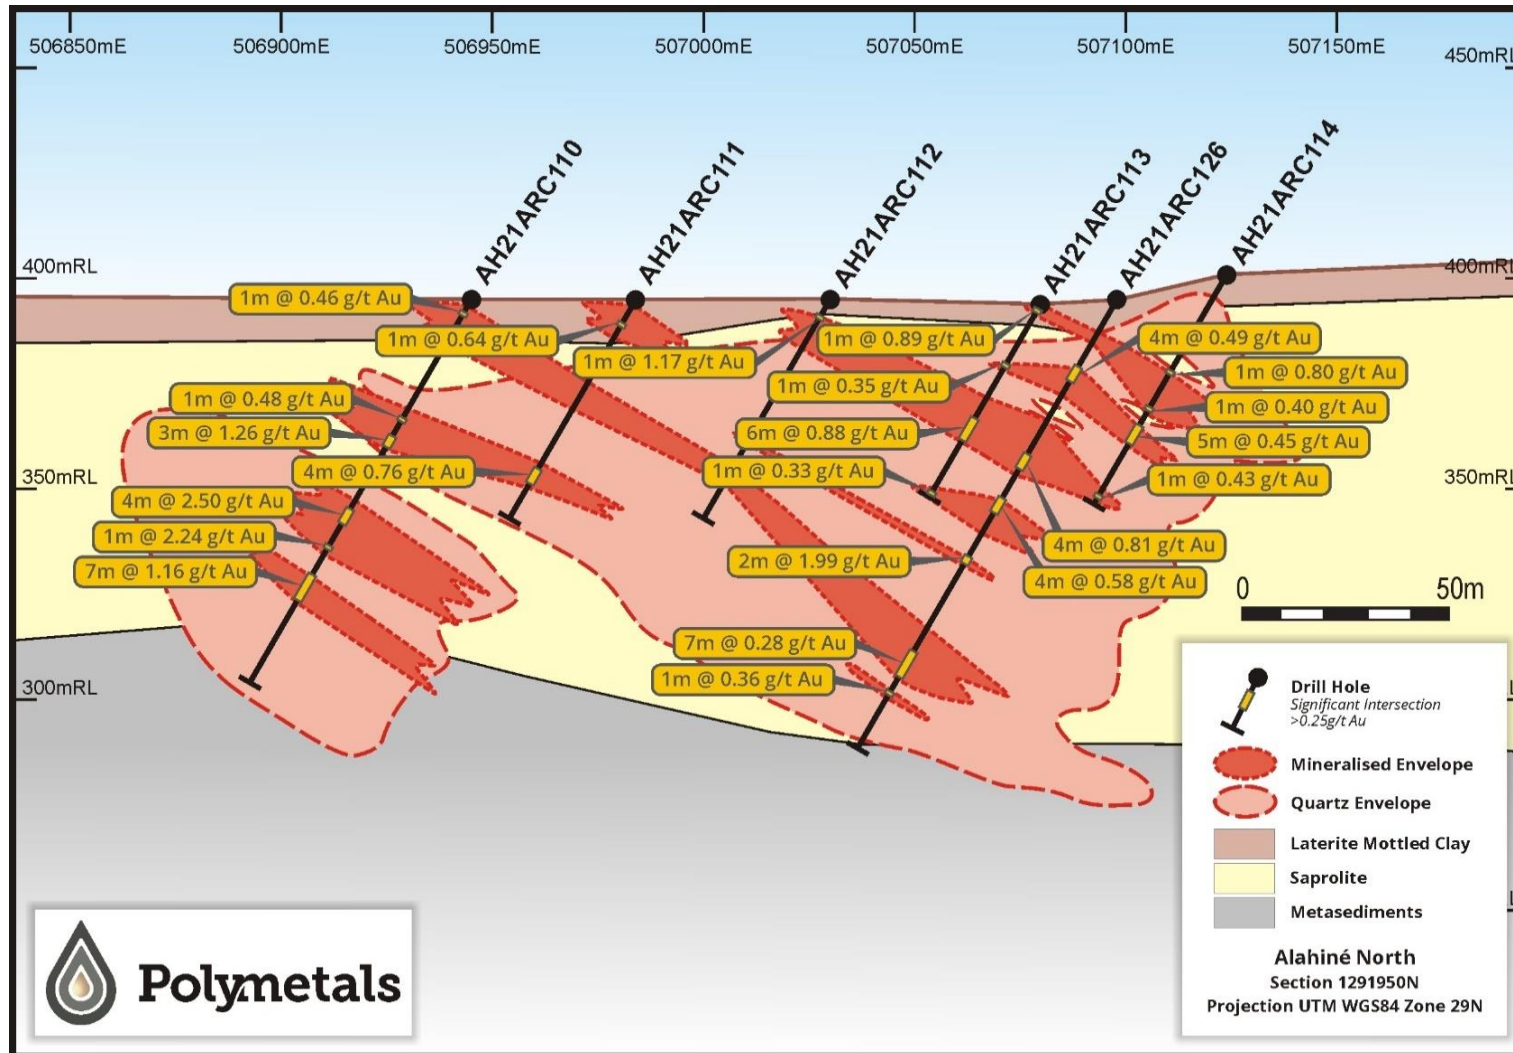 506850mE 506900mE 506950mE 507000mE 507050mE 507100mE 507150mE
450mRL
AH21ARC110
AH21ARC111
AH21ARC112
AH21ARC113
AH21ARC126
AH21ARC114
400mRL
400mRL
1m @ 0.46 g/t Au
1m @ 0.64 g/t Au
1m @ 1.17 g/t Au
1m @ 0.89 g/t Au
4m @ 0.49 g/t Au
1m @ 0.35 g/t Au
1m @ 0.80 g/t Au
1m @ 0.48 g/t Au
1m @ 0.40 g/t Au
3m @ 1.26 g/t Au
6m @ 0.88 g/t Au
5m @ 0.45 g/t Au
350mRL
4m @ 0.76 g/t Au
1m @ 0.33 g/t Au
1m @ 0.43 g/t Au
350mRL
4m @ 2.50 g/t Au
1m @ 2.24 g/t Au
4m @ 0.81 g/t Au
2m @ 1.99 g/t Au
7m @ 1.16 g/t Au
4m @ 0.58 g/t Au
0 50m
7m @ 0.28 g/t Au
1m @ 0.36 g/t Au
300mRL
Drill Hole
Significant Intersection
>0.25g/t Au
Mineralised Envelope
Quartz Envelope
Laterite Mottled Clay
Saprolite
Metasediments
Alahiné North
Section 1291950N
Projection UTM WGS84 Zone 29N
Polymetals